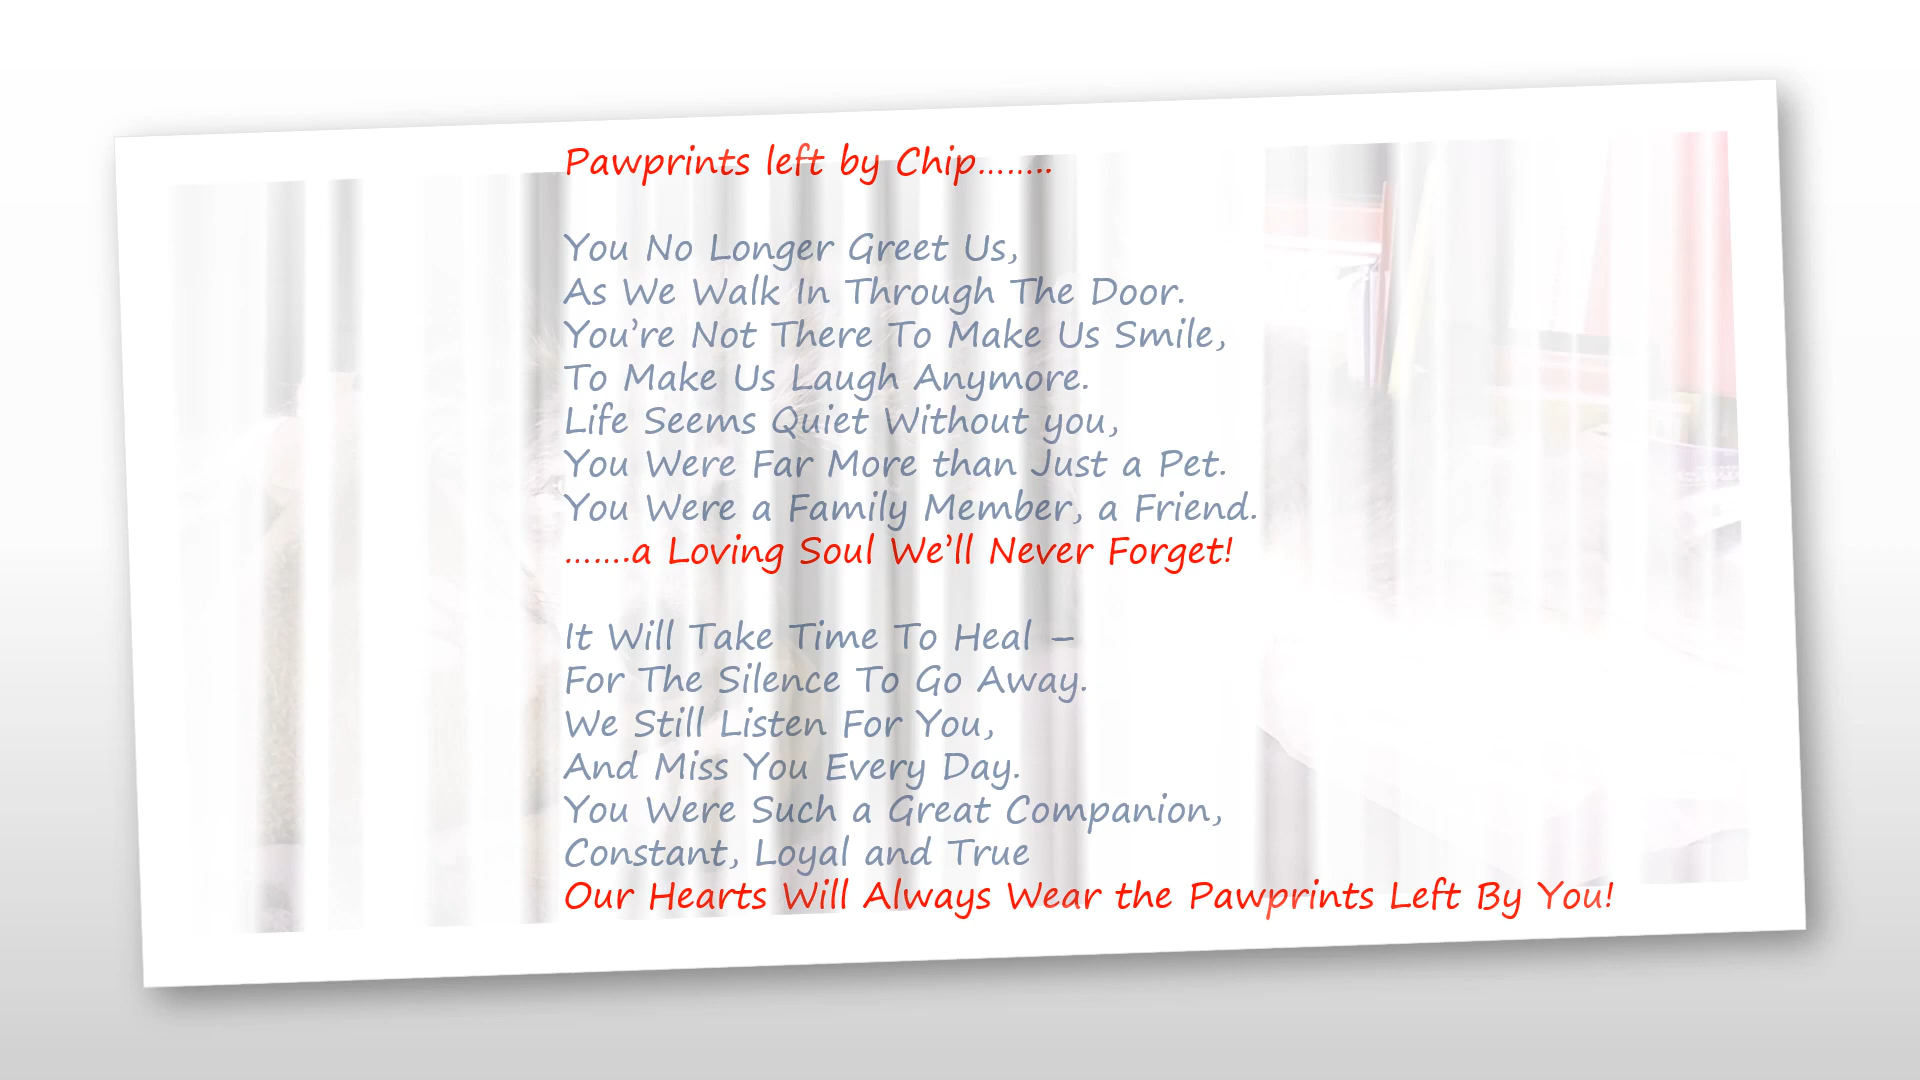 Pawprints left by Chip........
You No Longer Greet Us,
As We Walk In Through The Door.
You’re Not There To Make Us Smile,
To Make Us Laugh Anymore.
Life Seems Quiet Without you,
You Were Far More than Just a Pet.
You Were a Family Member, a Friend.
.......a Loving Soul We’ll Never Forget!
It Will Take Time To Heal –
For The Silence To Go Away.
We Still Listen For You,
And Miss You Every Day.
You Were Such a Great Companion,
Constant, Loyal and True
Our Hearts Will Always Wear the Pawprints Left By You!